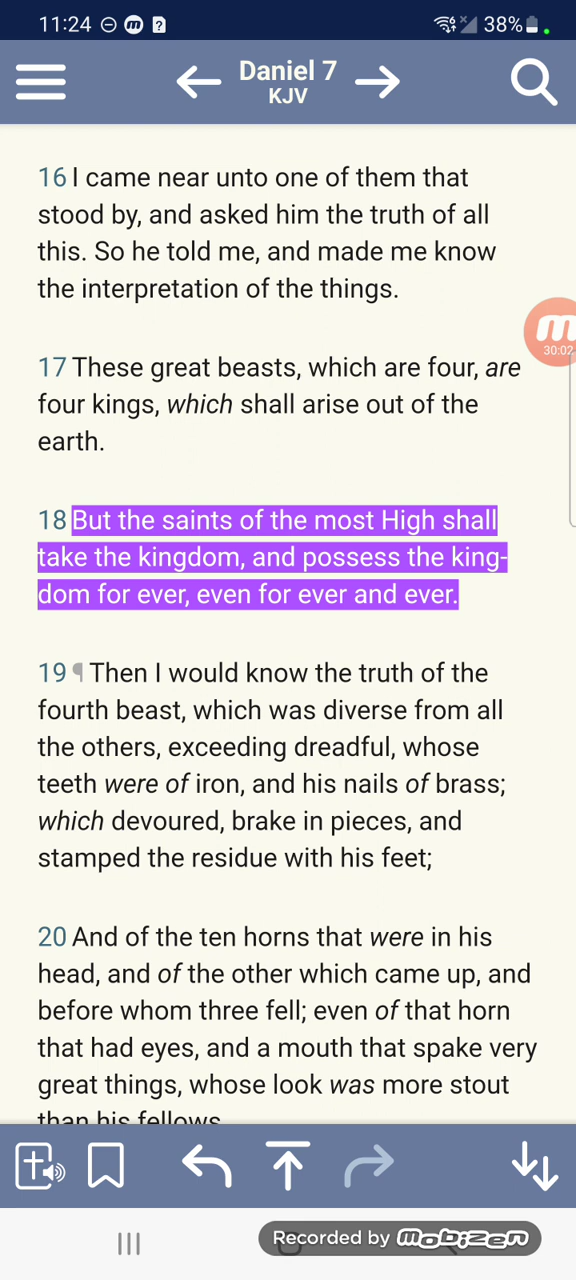 11:24 38%
Daniel 7
KJV
16 I came near unto one of them that
stood by, and asked him the truth of all
this. So he told me, and made me know
the interpretation of the things.
m
30:02
17 These great beasts, which are four, are
four kings, which shall arise out of the
earth.
18 But the saints of the most High shall
take the kingdom, and possess the king-
dom for ever, even for ever and ever.
19 ¶ Then I would know the truth of the
fourth beast, which was diverse from all
the others, exceeding dreadful, whose
teeth were of iron, and his nails of brass;
which devoured, brake in pieces, and
stamped the residue with his feet;
20 And of the ten horns that were in his
head, and of the other which came up, and
before whom three fell; even of that horn
that had eyes, and a mouth that spake very
great things, whose look was more stout
than his fellows
Recorded by mobizen